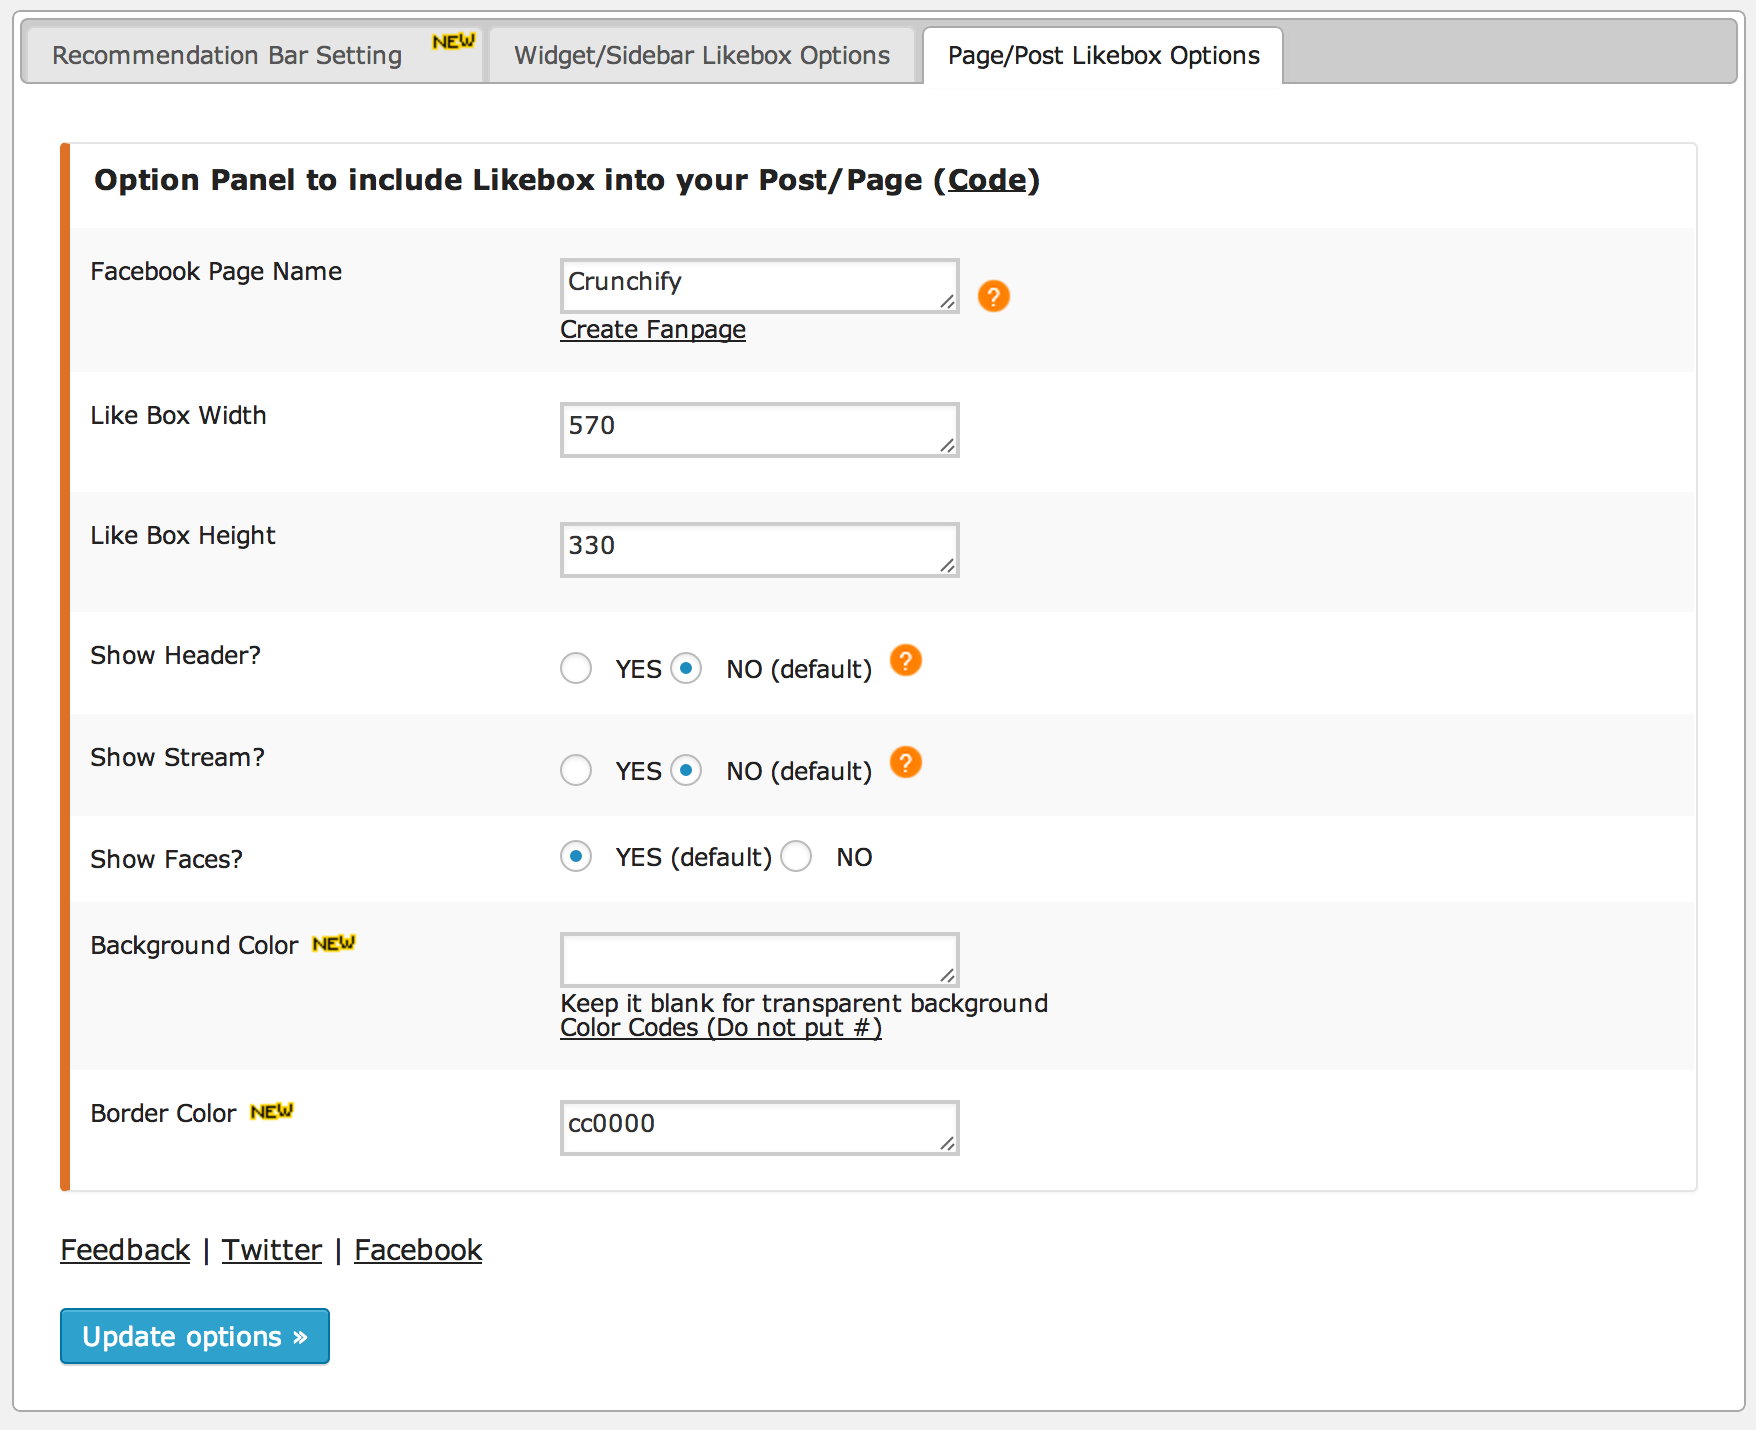 Recommendation Bar Setting NEW Widget/Sidebar Likebox Options Page/Post Likebox Options
Option Panel to include Likebox into your Post/Page (Code)
Facebook Page Name Crunchify ?
Create Fanpage
Like Box Width 570
Like Box Height 330
Show Header? YES NO (default) ?
Show Stream? YES NO (default) ?
Show Faces? YES (default) NO
Background Color NEW
Keep it blank for transparent background
Color Codes (Do not put #)
Border Color NEW cc0000
Feedback | Twitter | Facebook
Update options »